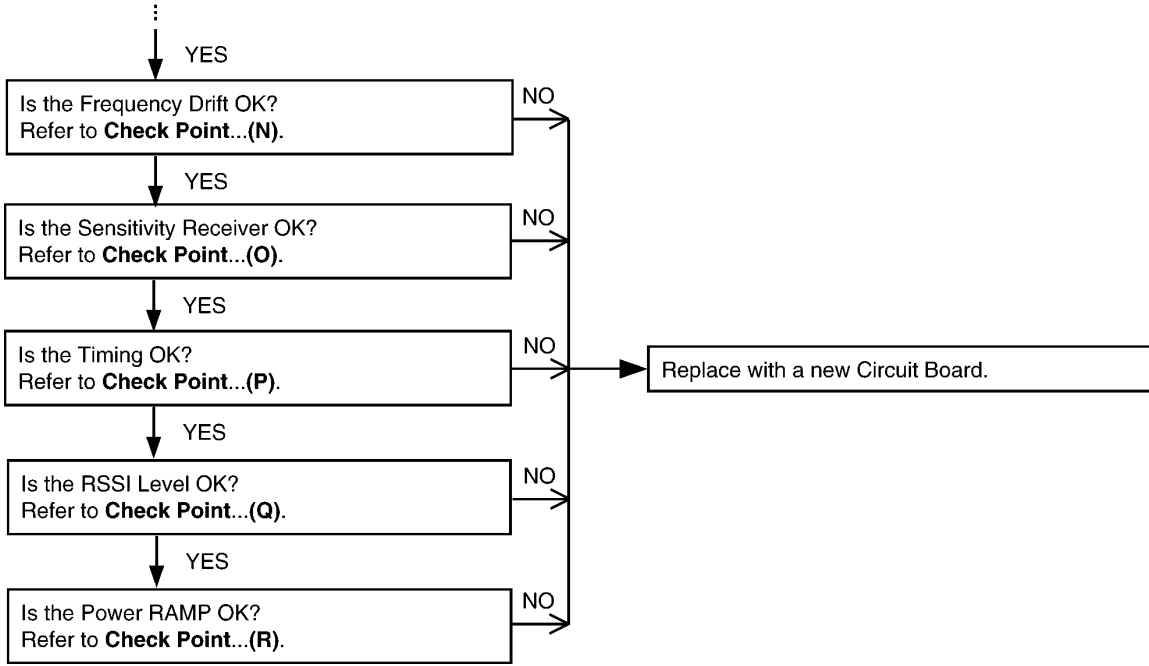 YES
Is the Frequency Drift OK?
Refer to Check Point...(N).
NO
YES
Is the Sensitivity Receiver OK?
Refer to Check Point...(O).
NO
YES
Is the Timing OK?
Refer to Check Point...(P).
NO
Replace with a new Circuit Board.
YES
Is the RSSI Level OK?
Refer to Check Point...(Q).
NO
YES
Is the Power RAMP OK?
Refer to Check Point...(R).
NO